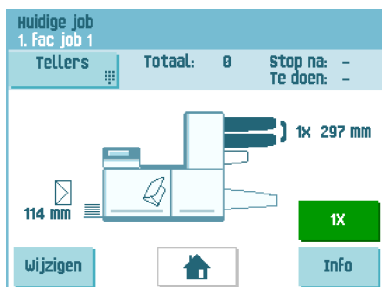 Huidige job
1. Fac job 1
Tellers Totaal: 0 Stop na: -
Te doen: -
1x 297 mm
114 mm
1X
Wijzigen Info